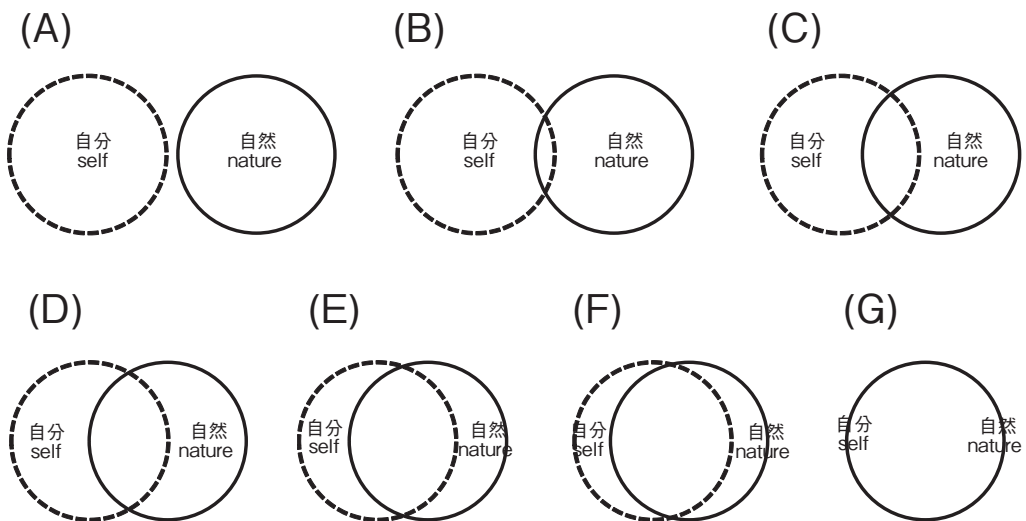 (A)
(B)
(C)
自分
self
自然
nature
自分
self
自然
nature
自分
self
自然
nature
(D)
(E)
(F)
(G)
自分
self
自然
nature
自分
self
自然
nature
自分
self
自然
nature
自分
self
自然
nature